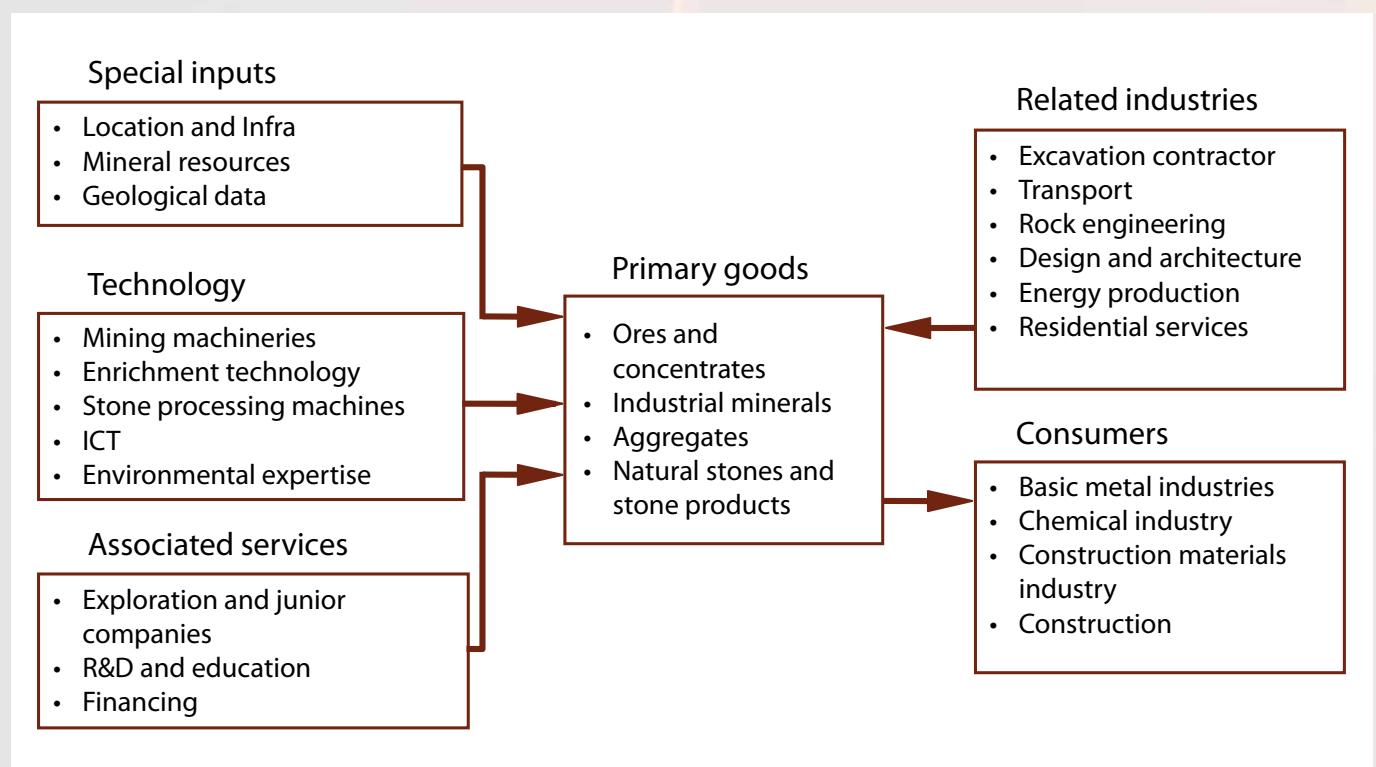 Special inputs
• Location and Infra
• Mineral resources
• Geological data
Technology
• Mining machineries
• Enrichment technology
• Stone processing machines
• ICT
• Environmental expertise
Associated services
• Exploration and junior
companies
• R&D and education
• Financing
Primary goods
• Ores and
concentrates
• Industrial minerals
• Aggregates
• Natural stones and
stone products
Related industries
• Excavation contractor
• Transport
• Rock engineering
• Design and architecture
• Energy production
• Residential services
Consumers
• Basic metal industries
• Chemical industry
• Construction materials
industry
• Construction